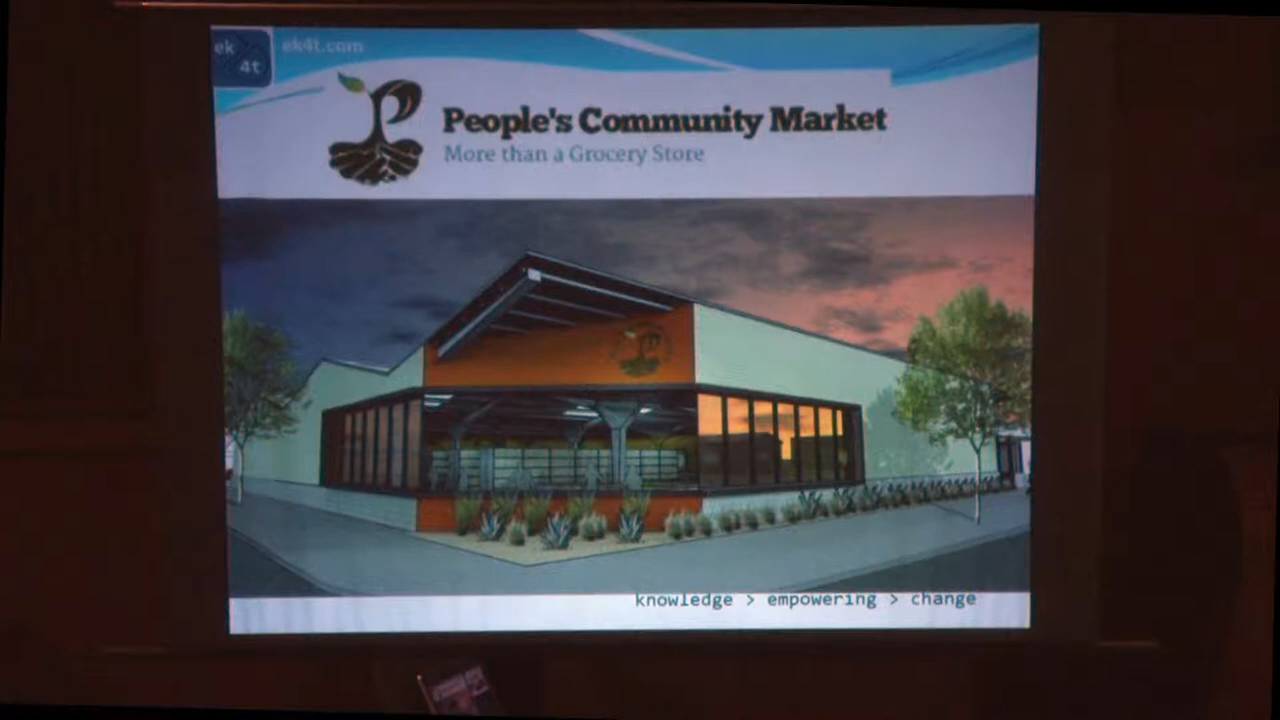 ek
4t
ek4t.com
People's Community Market
More than a Grocery Store
knowledge > empowering > change